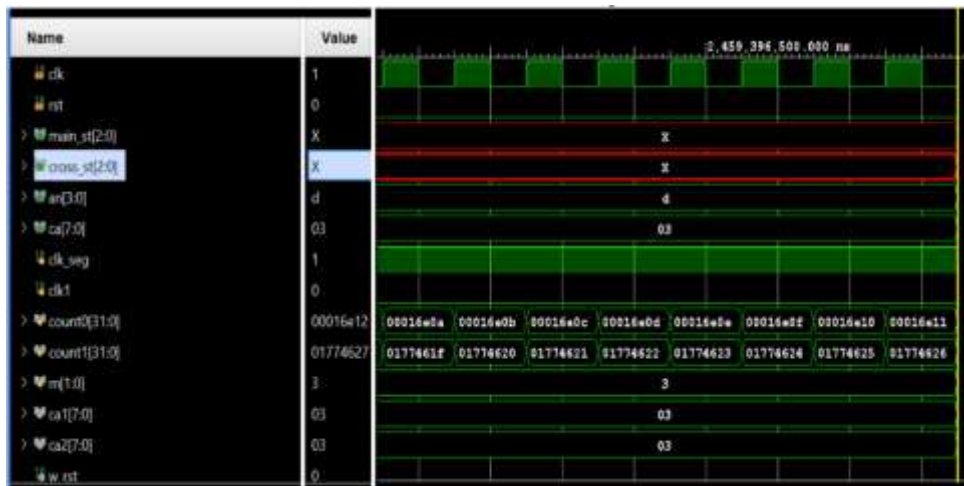 Name Value
2,459,396,500.000 ns
clk 1
rst 0
main_st[2:0] X X
cross_st[2:0] X X
an[3:0] d d
ca[7:0] 03 03
clk_seg 1
clk1 0
count0[31:0] 00016e12 00016e0a 00016e0b 00016e0c 00016e0d 00016e0e 00016e0f 00016e10 00016e11
count1[31:0] 01774627 0177461f 01774620 01774621 01774622 01774623 01774624 01774625 01774626
m[1:0] 3 3
ca1[7:0] 03 03
ca2[7:0] 03 03
w_rst 0